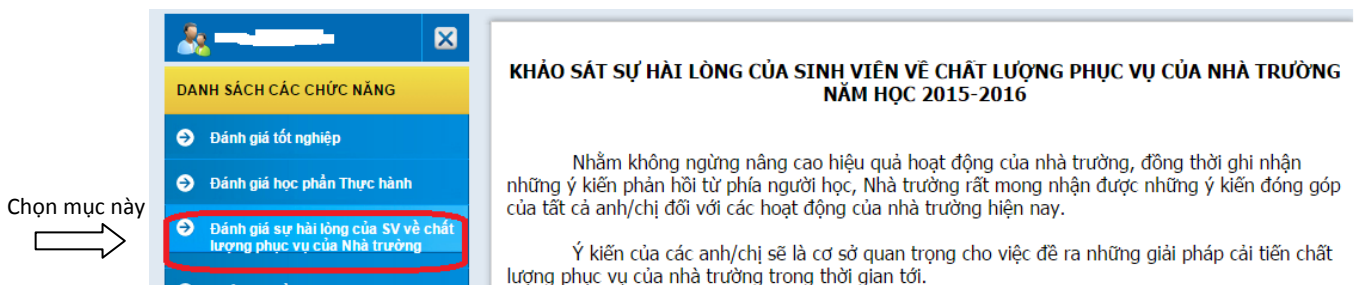 DANH SÁCH CÁC CHỨC NĂNG
Đánh giá tốt nghiệp
Đánh giá học phần Thực hành
Chọn mục này
Đánh giá sự hài lòng của SV về chất
lượng phục vụ của Nhà trường
KHẢO SÁT SỰ HÀI LÒNG CỦA SINH VIÊN VỀ CHẤT LƯỢNG PHỤC VỤ CỦA NHÀ TRƯỜNG
NĂM HỌC 2015-2016
Nhằm không ngừng nâng cao hiệu quả hoạt động của nhà trường, đồng thời ghi nhận
những ý kiến phản hồi từ phía người học, Nhà trường rất mong nhận được những ý kiến đóng góp
của tất cả anh/chị đối với các hoạt động của nhà trường hiện nay.
Ý kiến của các anh/chị sẽ là cơ sở quan trọng cho việc đề ra những giải pháp cải tiến chất
lượng phục vụ của nhà trường trong thời gian tới.